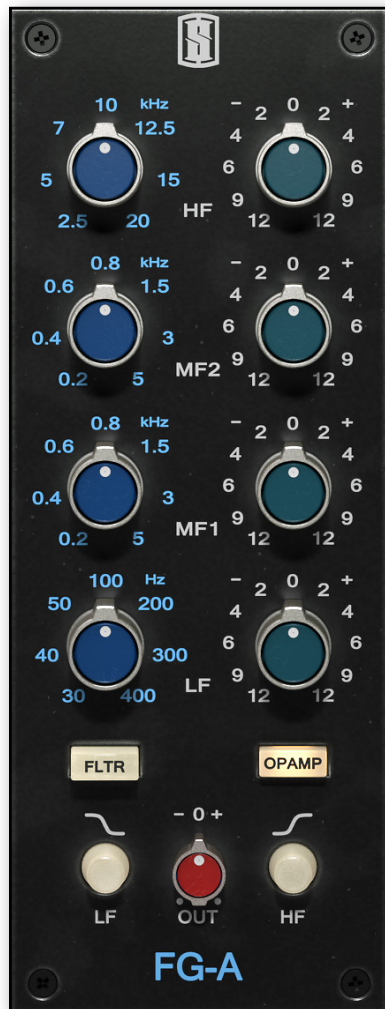 10 kHz - 2 0 2 +
7 12.5 4 4
5 15 6 6
2.5 20 HF 9 12 12 9
0.8 kHz - 2 0 2 +
0.6 1.5 4 4
0.4 3 6 6
0.2 5 MF2 9 12 12 9
0.8 kHz - 2 0 2 +
0.6 1.5 4 4
0.4 3 6 6
0.2 5 MF1 9 12 12 9
100 Hz - 2 0 2 +
50 200 4 4
40 300 6 6
30 400 LF 9 12 12 9
FLTR OPAMP
- 0 +
LF OUT HF
FG-A